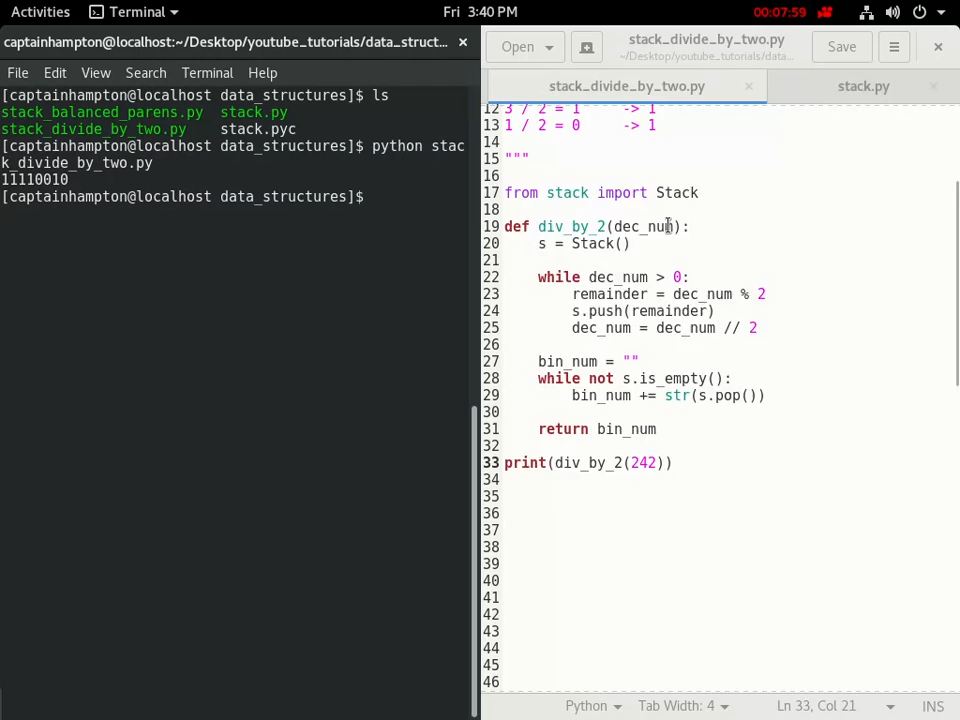 Activities Terminal Fri 3:40 PM 00:07:59
captainhampton@localhost:~/Desktop/youtube_tutorials/data_struct... ×
File Edit View Search Terminal Help
[captainhampton@localhost data_structures]$ ls
stack_balanced_parens.py stack.py
stack_divide_by_two.py stack.pyc
[captainhampton@localhost data_structures]$ python stac
k_divide_by_two.py
11110010
[captainhampton@localhost data_structures]$
Open stack_divide_by_two.py Save
~/Desktop/youtube_tutorials/data...
stack_divide_by_two.py × stack.py ×
12 3 / 2 = 1 -> 1
13 1 / 2 = 0 -> 1
14
15 """
16
17 from stack import Stack
18
19 def div_by_2(dec_num):
20 s = Stack()
21
22 while dec_num > 0:
23 remainder = dec_num % 2
24 s.push(remainder)
25 dec_num = dec_num // 2
26
27 bin_num = ""
28 while not s.is_empty():
29 bin_num += str(s.pop())
30
31 return bin_num
32
33 print(div_by_2(242))
34
35
36
37
38
39
40
41
42
43
44
45
46
Python Tab Width: 4 Ln 33, Col 21 INS